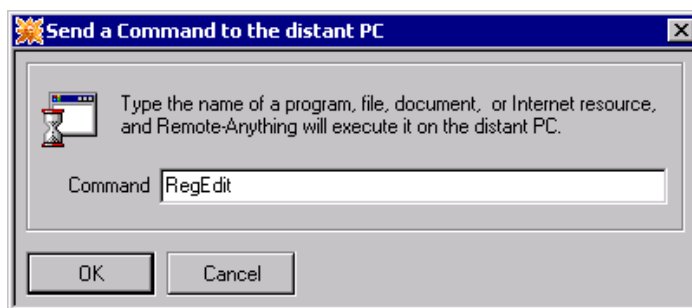 Send a Command to the distant PC
Type the name of a program, file, document, or Internet resource,
and Remote-Anything will execute it on the distant PC.
Command RegEdit
OK Cancel